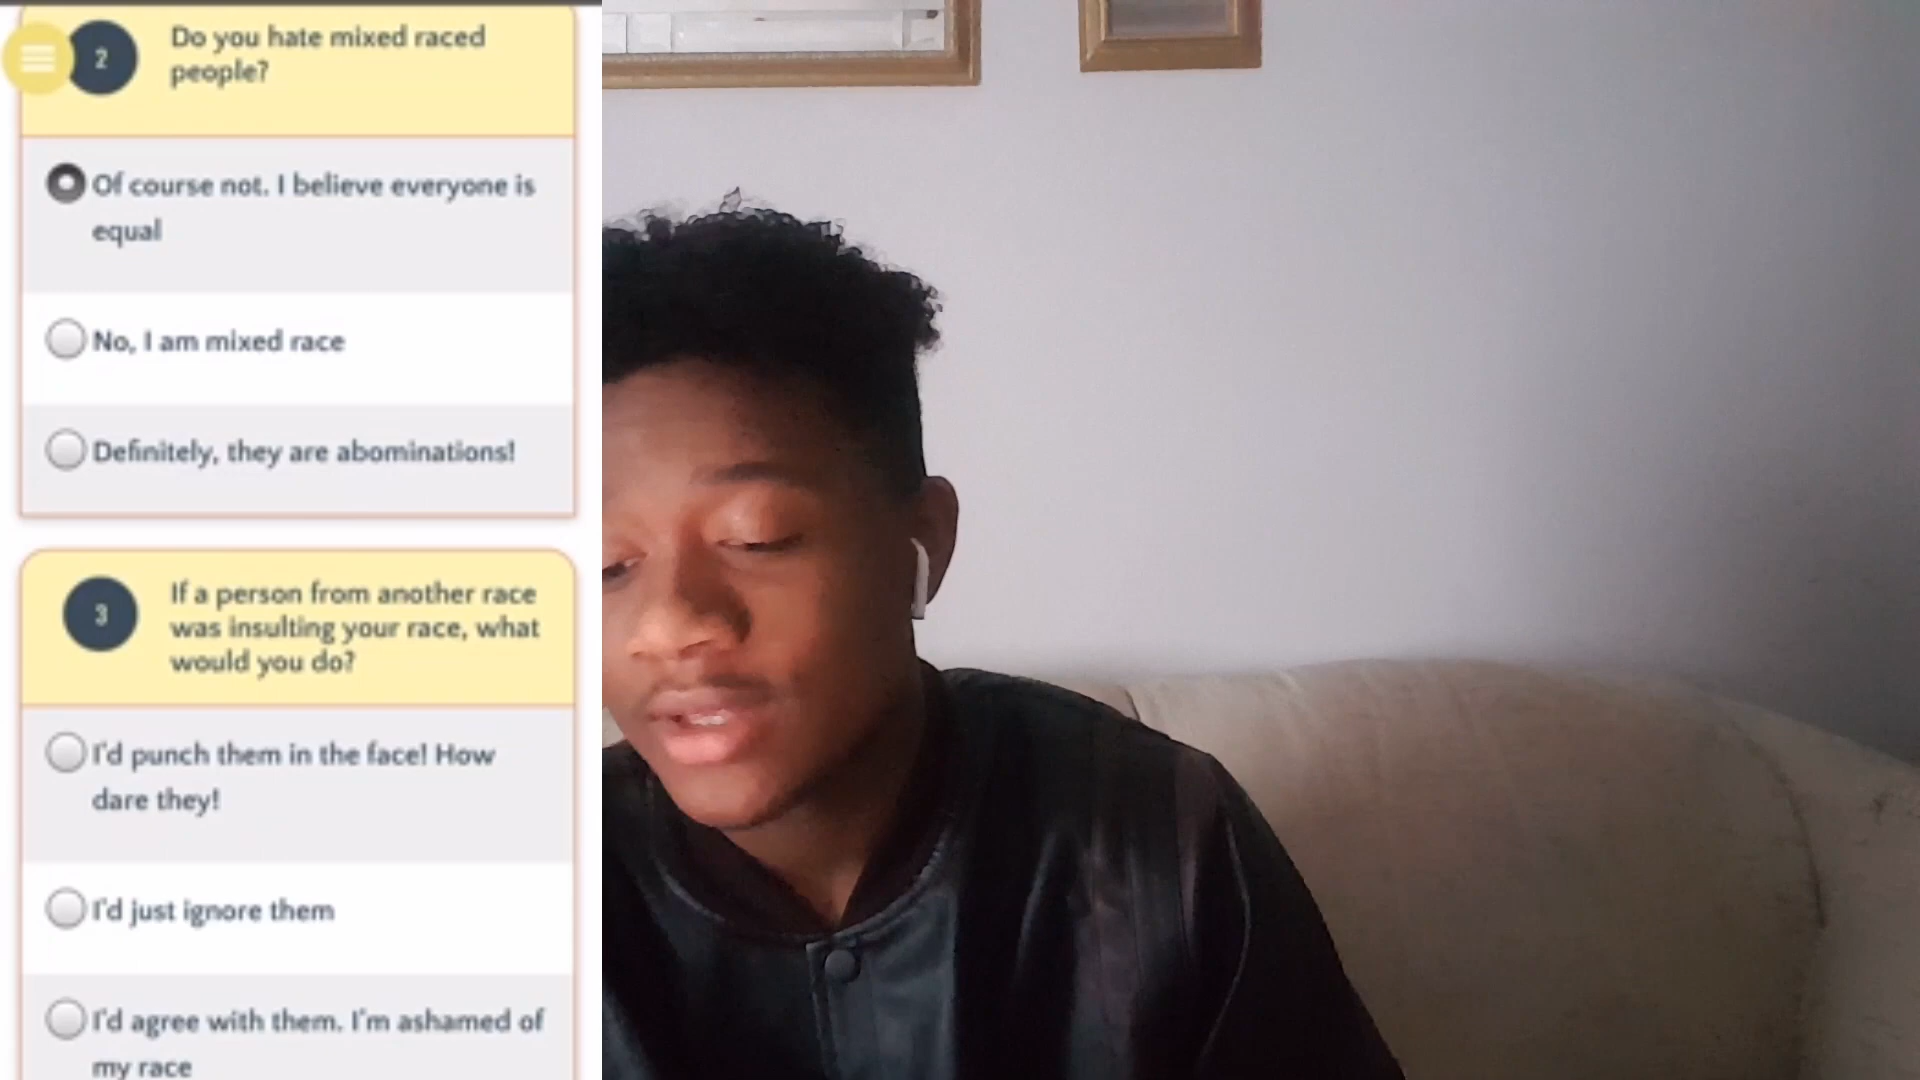 2
Do you hate mixed raced
people?
Of course not. I believe everyone is
equal
No, I am mixed race
Definitely, they are abominations!
3
If a person from another race
was insulting your race, what
would you do?
I'd punch them in the face! How
dare they!
I'd just ignore them
I'd agree with them. I'm ashamed of
my race